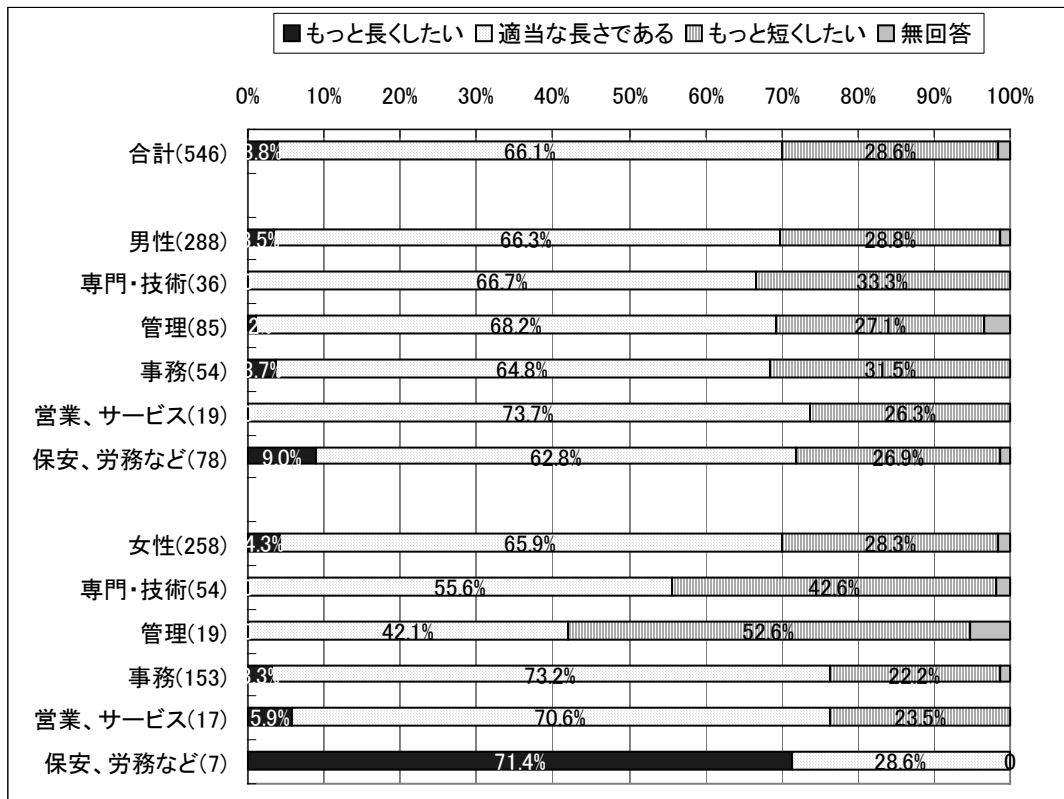 もっと長くしたい 適当な長さである もっと短くしたい 無回答
0% 10% 20% 30% 40% 50% 60% 70% 80% 90% 100%
合計(546) 3.8% 66.1% 28.6%
男性(288) 3.5% 66.3% 28.8%
専門・技術(36) 66.7% 33.3%
管理(85) 68.2% 27.1%
事務(54) 3.7% 64.8% 31.5%
営業、サービス(19) 73.7% 26.3%
保安、労務など(78) 9.0% 62.8% 26.9%
女性(258) 4.3% 65.9% 28.3%
専門・技術(54) 55.6% 42.6%
管理(19) 42.1% 52.6%
事務(153) 3.3% 73.2% 22.2%
営業、サービス(17) 5.9% 70.6% 23.5%
保安、労務など(7) 71.4% 28.6% 0